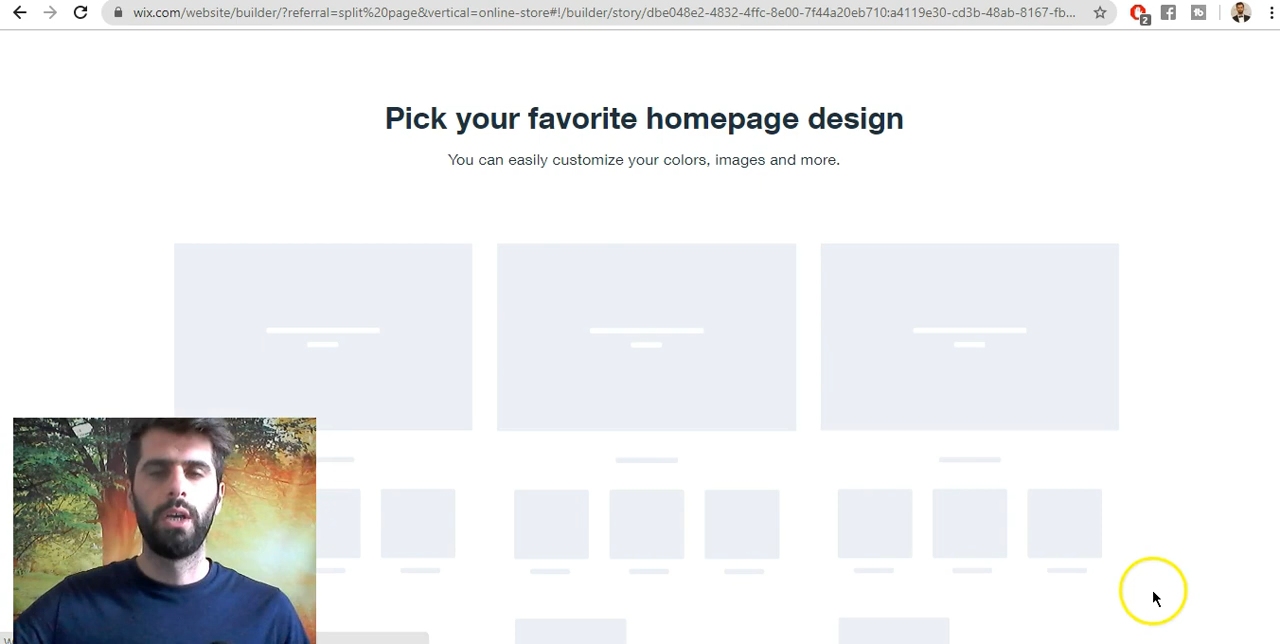 wix.com/website/builder/?referral=split%20page&vertical=online-store#!/builder/story/dbe048e2-4832-4ffc-8e00-7f44a20eb710:a4119e30-cd3b-48ab-8167-fb...
2
Pick your favorite homepage design
You can easily customize your colors, images and more.